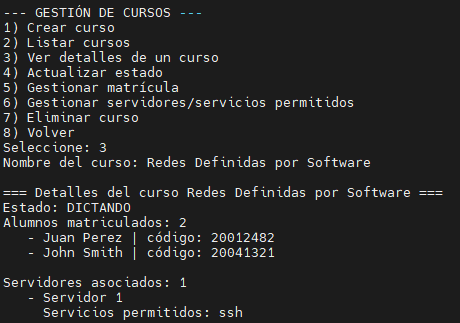 --- GESTIÓN DE CURSOS ---
1) Crear curso
2) Listar cursos
3) Ver detalles de un curso
4) Actualizar estado
5) Gestionar matrícula
6) Gestionar servidores/servicios permitidos
7) Eliminar curso
8) Volver
Seleccione: 3
Nombre del curso: Redes Definidas por Software

=== Detalles del curso Redes Definidas por Software ===
Estado: DICTANDO
Alumnos matriculados: 2
   - Juan Perez | código: 20012482
   - John Smith | código: 20041321

Servidores asociados: 1
   - Servidor 1
     Servicios permitidos: ssh